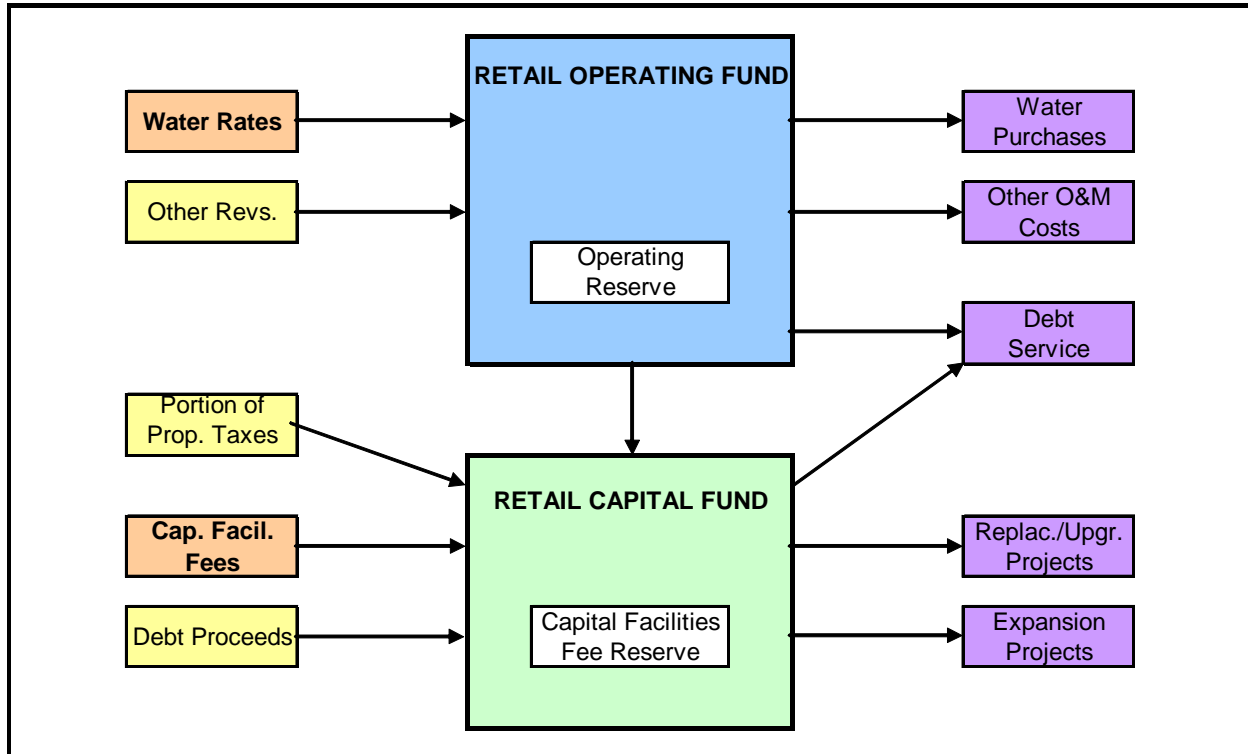 RETAIL OPERATING FUND
Water Rates
Water
Purchases
Other Revs.
Other O&M
Costs
Operating
Reserve
Debt
Service
Portion of
Prop. Taxes
RETAIL CAPITAL FUND
Cap. Facil.
Fees
Replac./Upgr.
Projects
Debt Proceeds
Capital Facilities
Fee Reserve
Expansion
Projects